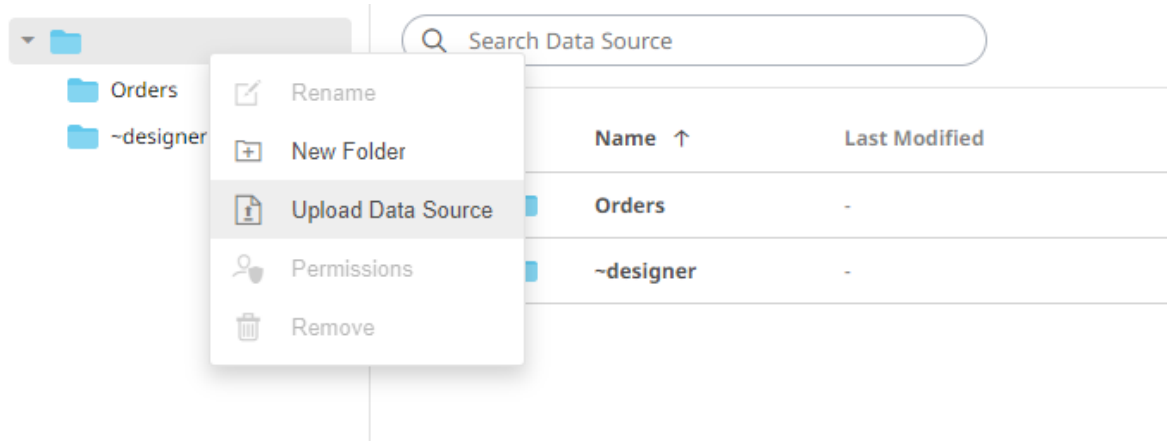 Orders
~designer
Rename
New Folder
Upload Data Source
Permissions
Remove
Search Data Source
Name ↑ Last Modified
Orders -
~designer -